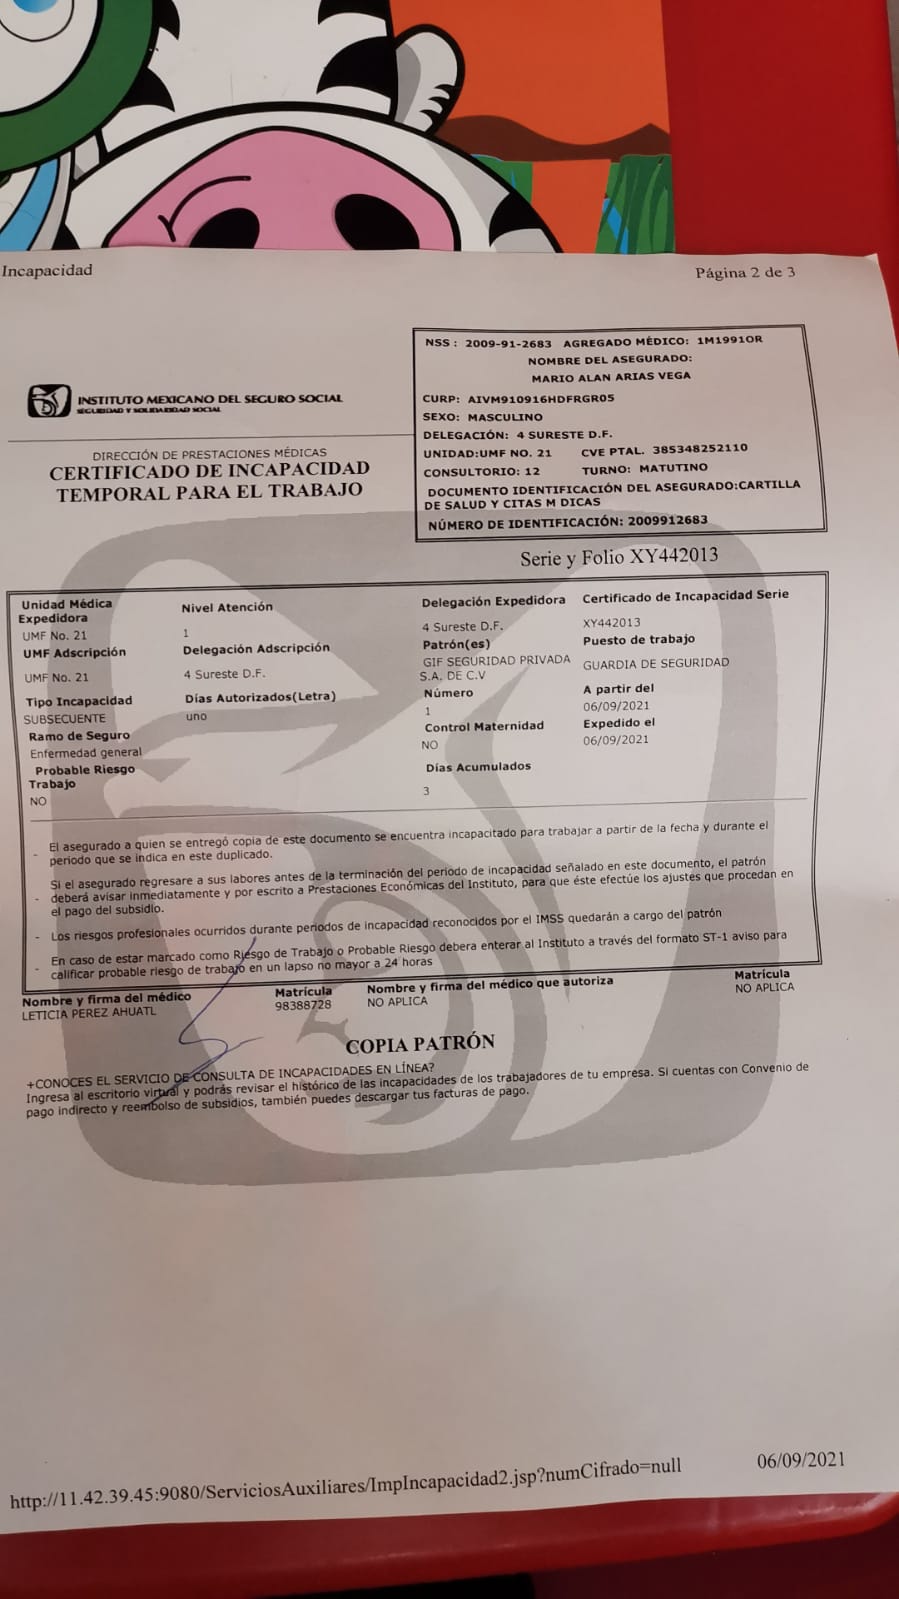 Incapacidad
Página 2 de 3
INSTITUTO MEXICANO DEL SEGURO SOCIAL
SEGURIDAD Y SOLIDARIDAD SOCIAL
DIRECCIÓN DE PRESTACIONES MÉDICAS
CERTIFICADO DE INCAPACIDAD
TEMPORAL PARA EL TRABAJO
NSS : 2009-91-2683 AGREGADO MÉDICO: 1M1991OR
NOMBRE DEL ASEGURADO:
MARIO ALAN ARIAS VEGA
CURP: AIVM910916HDFRGR05
SEXO: MASCULINO
DELEGACIÓN: 4 SURESTE D.F.
UNIDAD:UMF NO. 21 CVE PTAL. 385348252110
CONSULTORIO: 12 TURNO: MATUTINO
DOCUMENTO IDENTIFICACIÓN DEL ASEGURADO:CARTILLA
DE SALUD Y CITAS M DICAS
NÚMERO DE IDENTIFICACIÓN: 2009912683
Serie y Folio XY442013
Unidad Médica
Expedidora
UMF No. 21
Nivel Atención
1
Delegación Expedidora
4 Sureste D.F.
Certificado de Incapacidad Serie
XY442013
UMF Adscripción
UMF No. 21
Delegación Adscripción
4 Sureste D.F.
Patrón(es)
GIF SEGURIDAD PRIVADA
S.A. DE C.V
Puesto de trabajo
GUARDIA DE SEGURIDAD
Tipo Incapacidad
SUBSECUENTE
Días Autorizados(Letra)
uno
Número
1
A partir del
06/09/2021
Ramo de Seguro
Enfermedad general
Control Maternidad
NO
Expedido el
06/09/2021
Probable Riesgo
Trabajo
NO
Días Acumulados
3
- El asegurado a quien se entregó copia de este documento se encuentra incapacitado para trabajar a partir de la fecha y durante el
periodo que se indica en este duplicado.
Si el asegurado regresare a sus labores antes de la terminación del periodo de incapacidad señalado en este documento, el patrón
- deberá avisar inmediatamente y por escrito a Prestaciones Económicas del Instituto, para que éste efectúe los ajustes que procedan en
el pago del subsidio.
- Los riesgos profesionales ocurridos durante periodos de incapacidad reconocidos por el IMSS quedarán a cargo del patrón
- En caso de estar marcado como Riesgo de Trabajo o Probable Riesgo debera enterar al Instituto a través del formato ST-1 aviso para
calificar probable riesgo de trabajo en un lapso no mayor a 24 horas
Nombre y firma del médico
LETICIA PEREZ AHUATL
Matrícula
98388728
Nombre y firma del médico que autoriza
NO APLICA
Matrícula
NO APLICA
COPIA PATRÓN
+CONOCES EL SERVICIO DE CONSULTA DE INCAPACIDADES EN LÍNEA?
Ingresa al escritorio virtual y podrás revisar el histórico de las incapacidades de los trabajadores de tu empresa. Si cuentas con Convenio de
pago indirecto y reembolso de subsidios, también puedes descargar tus facturas de pago.
http://11.42.39.45:9080/ServiciosAuxiliares/ImpIncapacidad2.jsp?numCifrado=null
06/09/2021